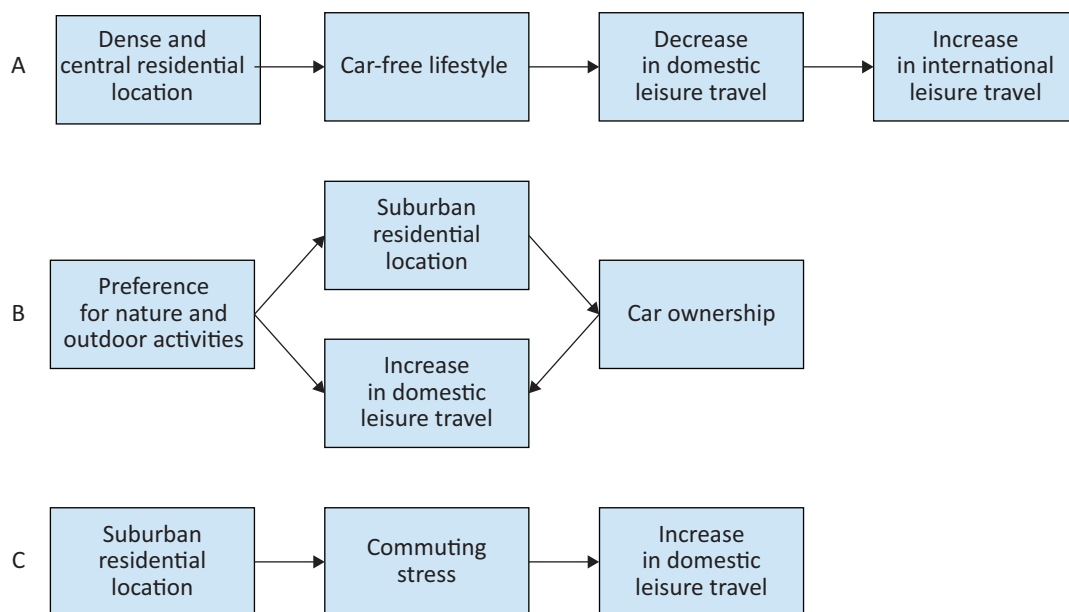 A
Dense and
central residential
location
Car-free lifestyle
Decrease
in domestic
leisure travel
Increase
in international
leisure travel
B
Preference
for nature and
outdoor activities
Suburban
residential
location
Increase
in domestic
leisure travel
Car ownership
C
Suburban
residential
location
Commuting
stress
Increase
in domestic
leisure travel